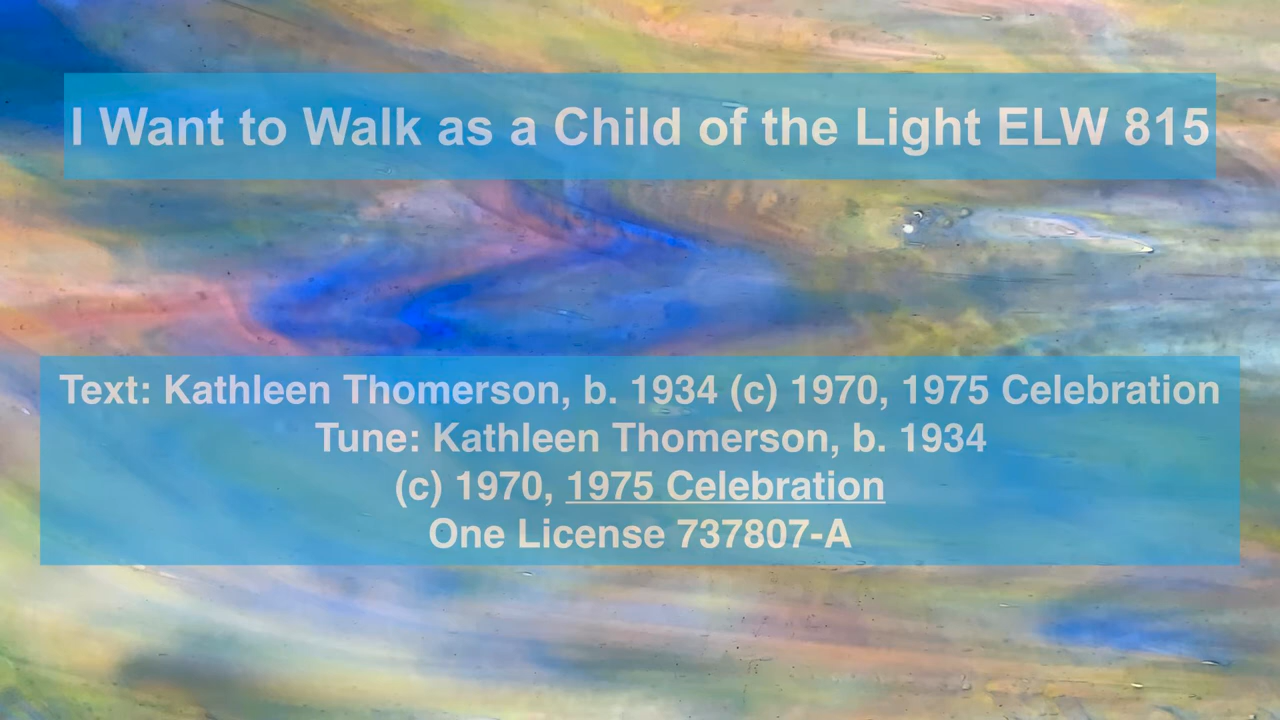 I Want to Walk as a Child of the Light ELW 815
Text: Kathleen Thomerson, b. 1934 (c) 1970, 1975 Celebration
Tune: Kathleen Thomerson, b. 1934
(c) 1970, 1975 Celebration
One License 737807-A